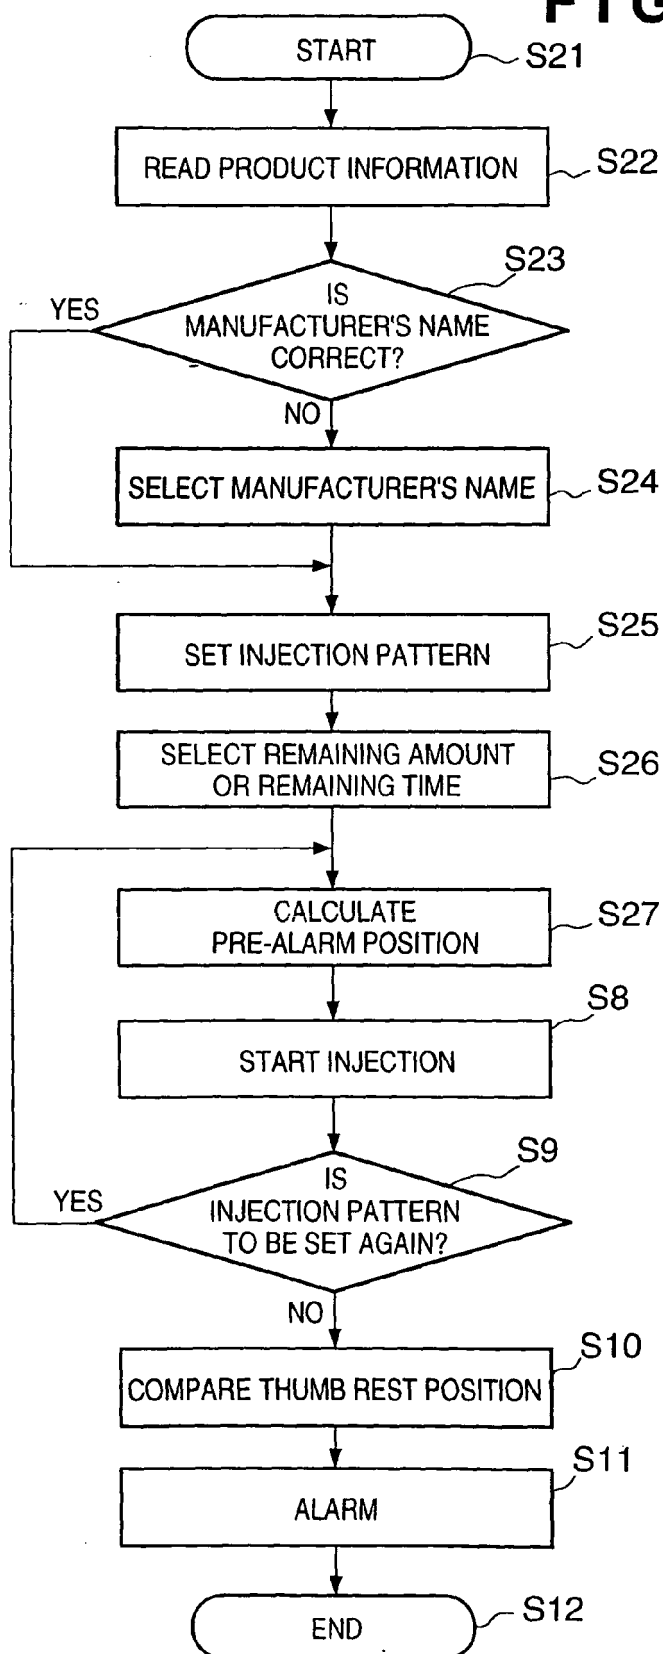 FIG
START
S21
READ PRODUCT INFORMATION
S22
S23
YES
IS
MANUFACTURER'S NAME
CORRECT?
NO
SELECT MANUFACTURER'S NAME
S24
SET INJECTION PATTERN
S25
SELECT REMAINING AMOUNT
OR REMAINING TIME
S26
CALCULATE
PRE-ALARM POSITION
S27
S8
START INJECTION
S9
YES
IS
INJECTION PATTERN
TO BE SET AGAIN?
NO
S10
COMPARE THUMB REST POSITION
S11
ALARM
END
S12